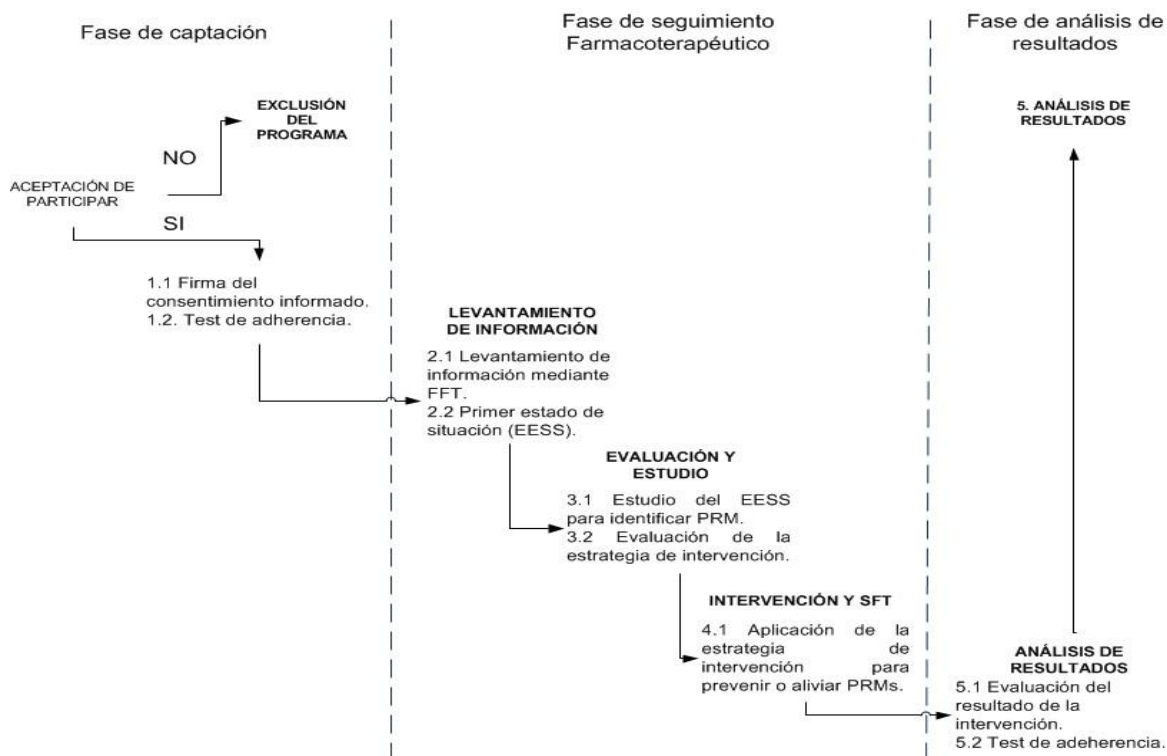 Fase de captación
Fase de seguimiento
Farmacoterapéutico
Fase de análisis de
resultados
EXCLUSIÓN
DEL
PROGRAMA
NO
ACEPTACIÓN DE
PARTICIPAR
SI
1.1 Firma del
consentimiento informado.
1.2. Test de adherencia.
LEVANTAMIENTO
DE INFORMACIÓN
2.1 Levantamiento de
información mediante
FFT.
2.2 Primer estado de
situación (EESS).
EVALUACIÓN Y
ESTUDIO
3.1 Estudio del EESS
para identificar PRM.
3.2 Evaluación de la
estrategia de intervención.
INTERVENCIÓN Y SFT
4.1 Aplicación de la
estrategia de
intervención para
prevenir o aliviar PRMs.
5. ANÁLISIS DE
RESULTADOS
ANÁLISIS DE
RESULTADOS
5.1 Evaluación del
resultado de la
intervención.
5.2 Test de adeherencia.